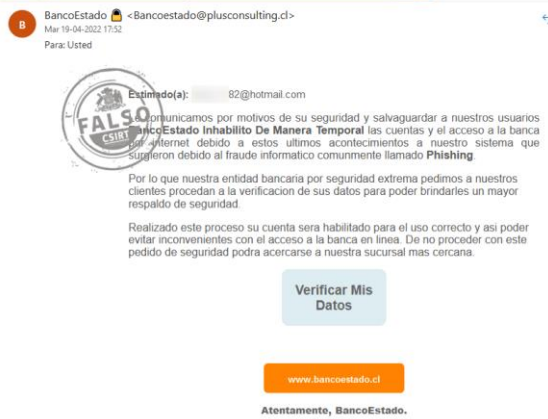 B
BancoEstado 🔒 <Bancoestado@plusconsulting.cl>
Mar 19-04-2022 17:52
Para: Usted
Estimado(a): 82@hotmail.com
FALSO
CSIRT
Le comunicamos por motivos de su seguridad y salvaguardar a nuestros usuarios
BancoEstado Inhabilito De Manera Temporal las cuentas y el acceso a la banca
por internet debido a estos ultimos acontecimientos a nuestro sistema que
surgieron debido al fraude informatico comunmente llamado Phishing.
Por lo que nuestra entidad bancaria por seguridad extrema pedimos a nuestros
clientes procedan a la verificacion de sus datos para poder brindarles un mayor
respaldo de seguridad.
Realizado este proceso su cuenta sera habilitado para el uso correcto y asi poder
evitar inconvenientes con el acceso a la banca en linea. De no proceder con este
pedido de seguridad podra acercarse a nuestra sucursal mas cercana.
Verificar Mis
Datos
www.bancoestado.cl
Atentamente, BancoEstado.